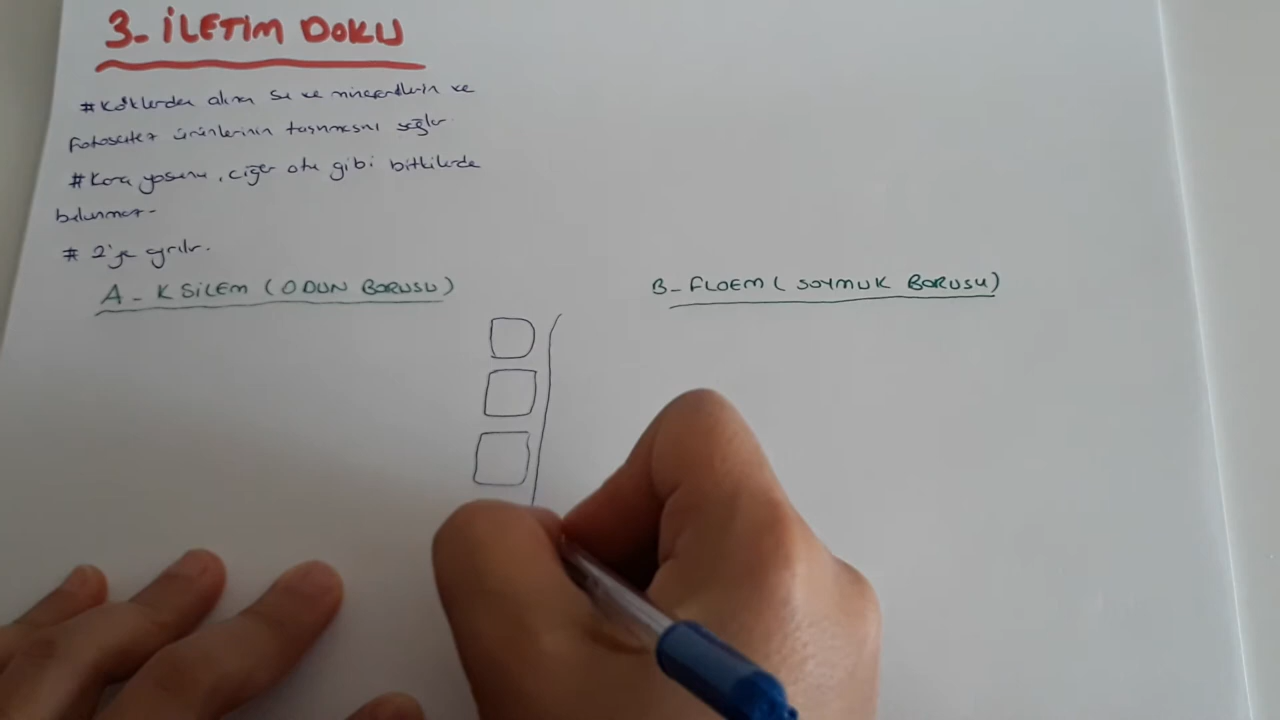 3- İLETİM DOKU
# Köklerden alınan su ve minerallerin ve
fotosentez ürünlerinin taşınmasını sağlar.
# Kara yosunu, ciğer otu gibi bitkilerde
bulunmaz.
# 2'ye ayrılır.
A- KSİLEM (ODUN BORUSU)
B- FLOEM (SOYMUK BORUSU)